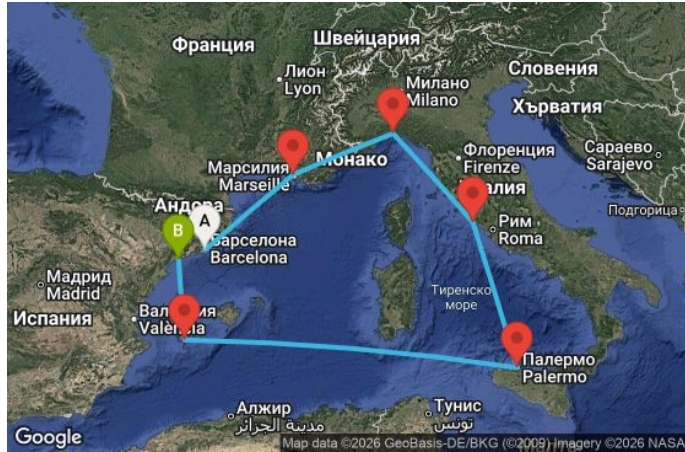 Франция
Швейцария
Лион
Lyon
Милано
Milano
Словения
Хърватия
Марсилия
Marseille
Монако
Флоренция
Firenze
Сараево
Sarajevo
Андора
A
B
Рим
Roma
Подгорица
Барселона
Barcelona
Мадрид
Madrid
Тиренско
море
Испания
València
Палермо
Palermo
Алжир
مدينة الجزائر
Тунис
تونس
Google
Map data ©2026 GeoBasis-DE/BKG (©2009) Imagery ©2026 NASA